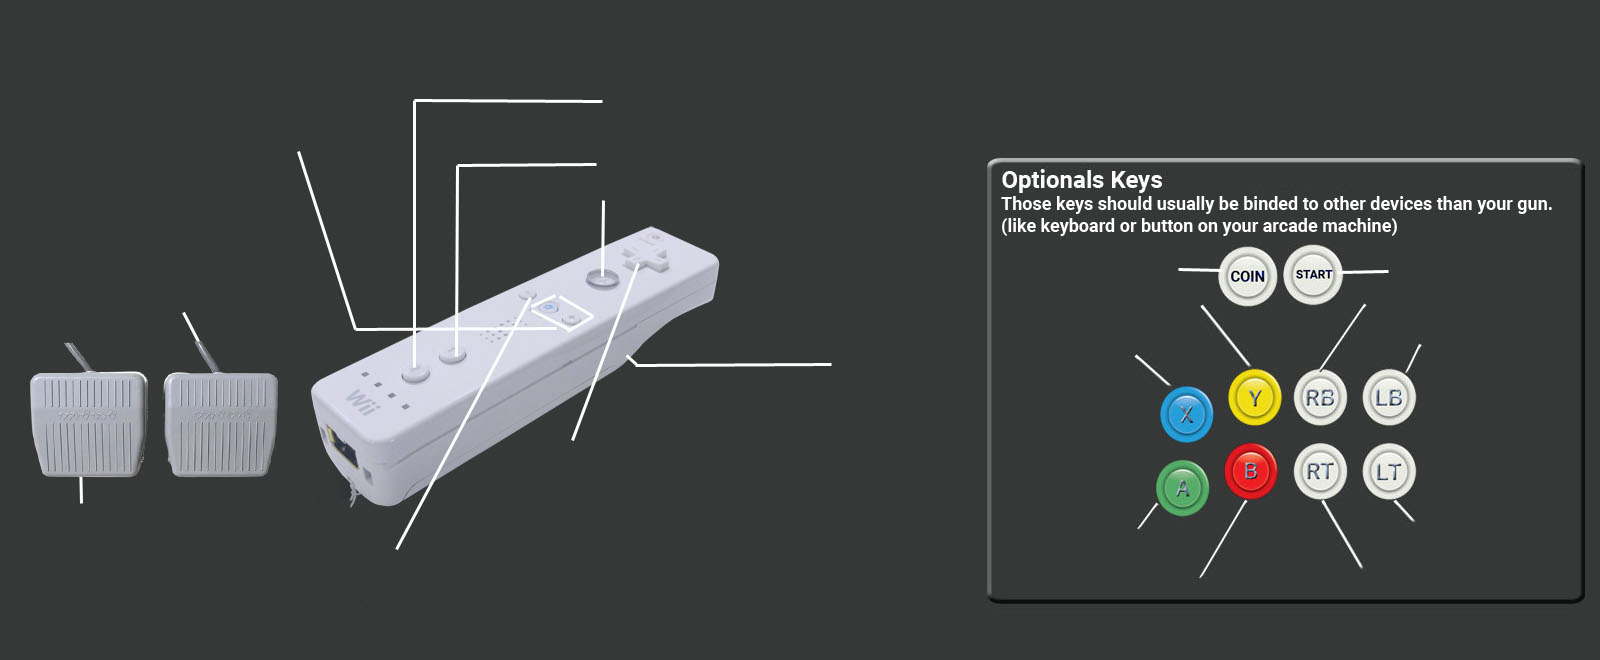 Optionals Keys
Those keys should usually be binded to other devices than your gun.
(like keyboard or button on your arcade machine)
COIN START
X Y RB LB
A B RT LT
Wii